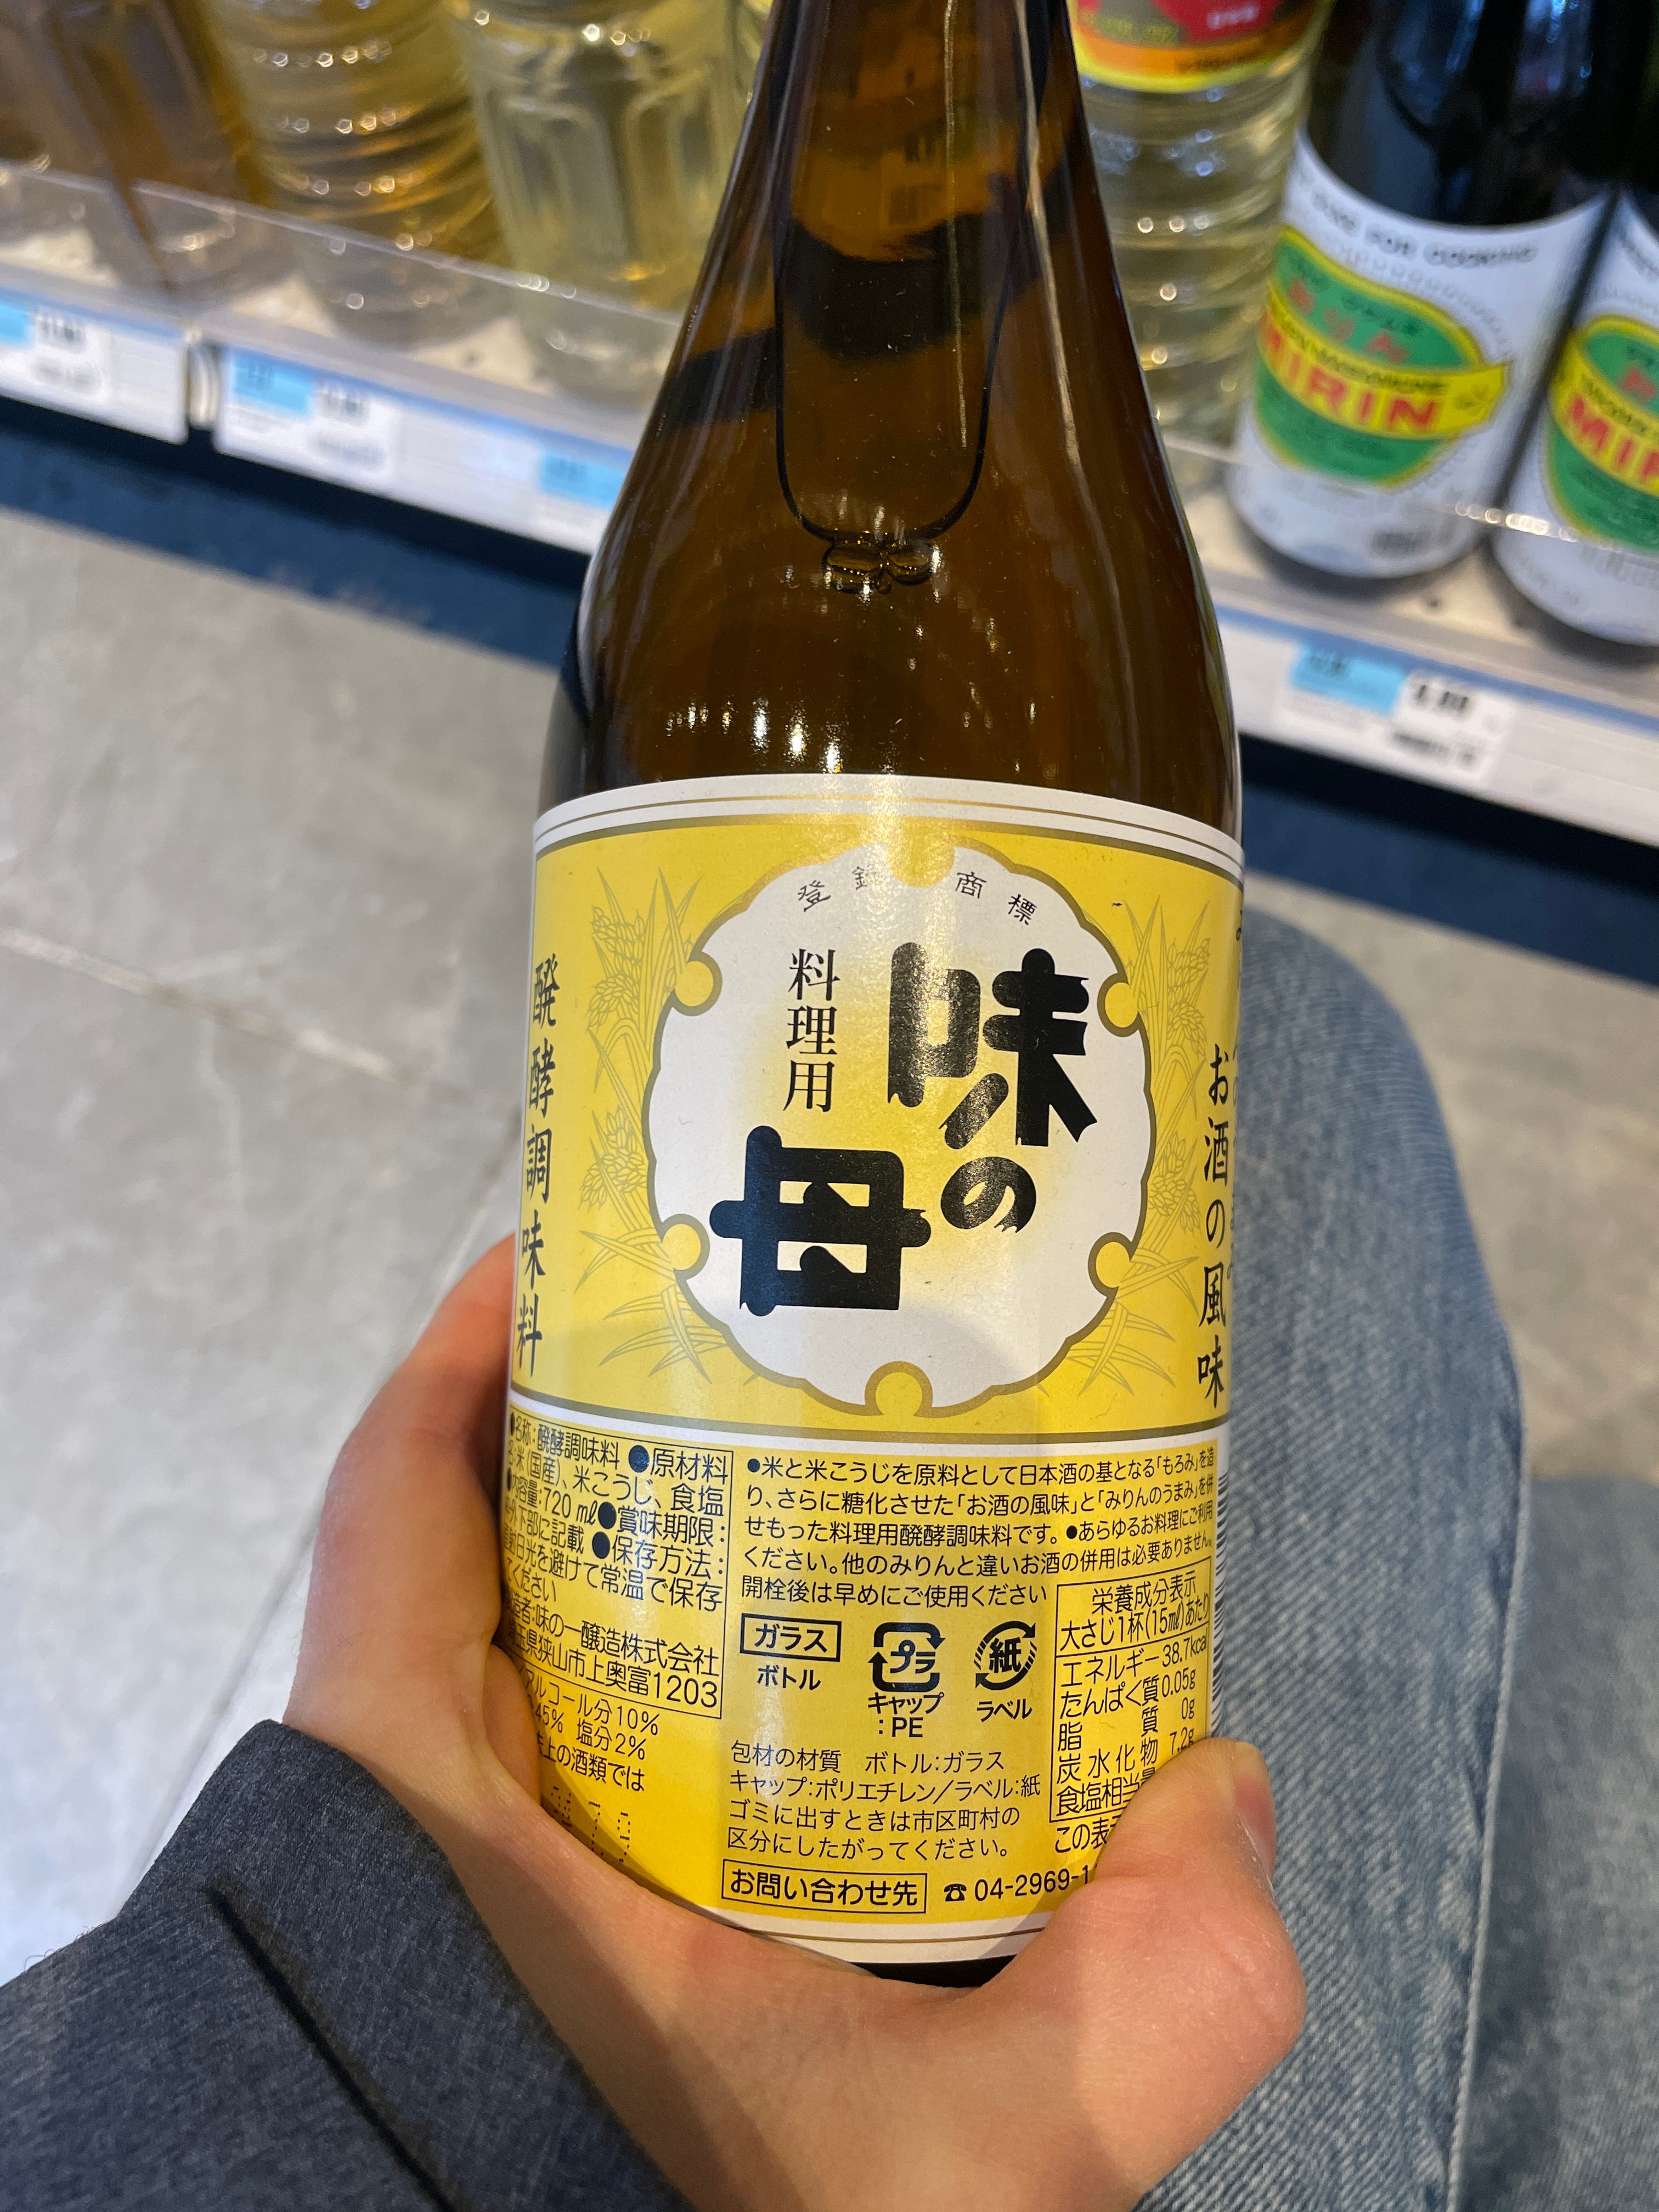 FOR COOKING
MIRIN
登録商標
味の母
料理用
お酒の風味
醗酵調味料
●名称:醗酵調味料 ●原材料
名:米(国産)、米こうじ、食塩
●内容量:720 ml●賞味期限:
枠外下部に記載 ●保存方法:
直射日光を避けて常温で保存
してください
製造者:味の一醸造株式会社
埼玉県狭山市上奥富1203
アルコール分10%
45% 塩分2%
上の酒類では
●米と米こうじを原料として日本酒の基となる「もろみ」を造
り、さらに糖化させた「お酒の風味」と「みりんのうまみ」を併
せもった料理用醗酵調味料です。●あらゆるお料理にご利用
ください。他のみりんと違いお酒の併用は必要ありません。
開栓後は早めにご使用ください
ガラス
ボトル
プラ
キャップ
:PE
紙
ラベル
包材の材質 ボトル:ガラス
キャップ:ポリエチレン/ラベル:紙
ゴミに出すときは市区町村の
区分にしたがってください。
お問い合わせ先 ☎04-2969-1
栄養成分表示
大さじ1杯(15ml)あたり
エネルギー 38.7kcal
たんぱく質 0.05g
脂質 0g
炭水化物 7.2g
食塩相当
この表